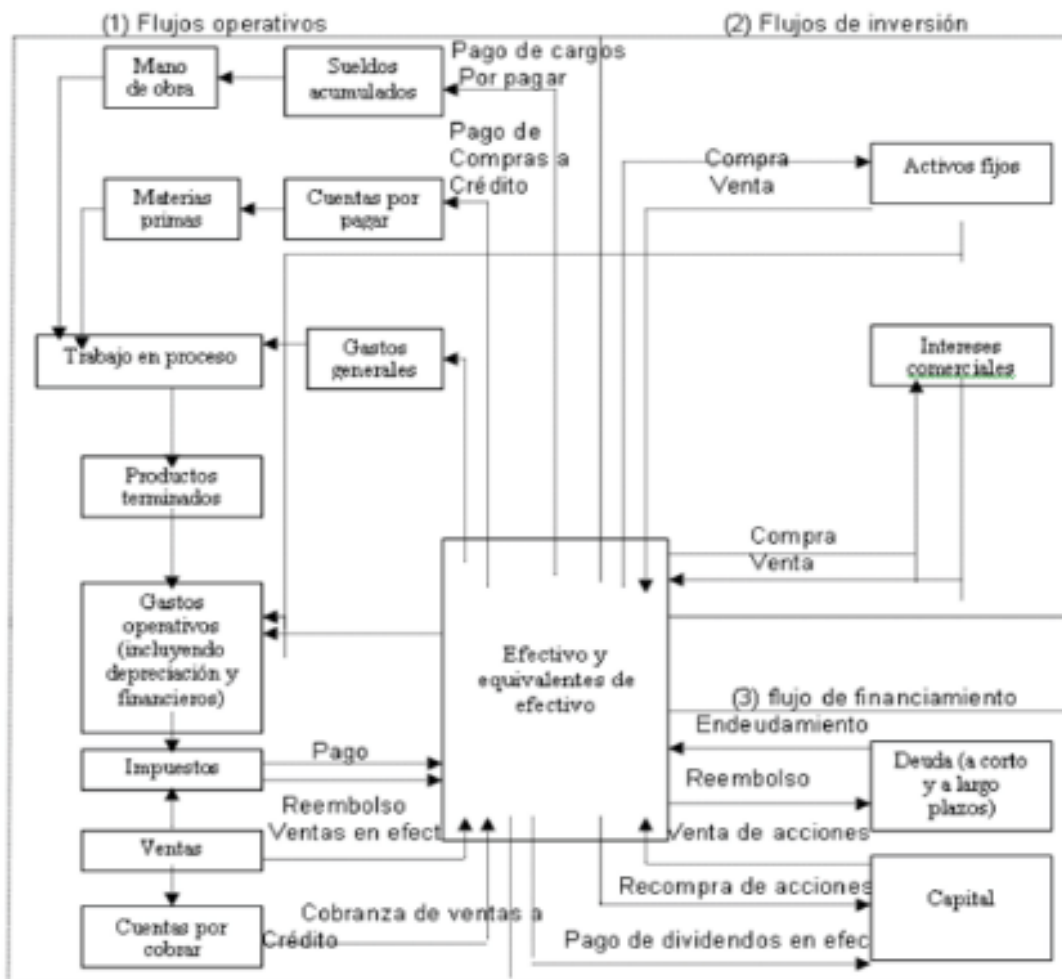 (1) Flujos operativos
(2) Flujos de inversión
Mano
de obra
Sueldos
acumulados
Pago de cargos
Por pagar
Pago de
Compras a
Crédito
Compra
Venta
Activos fijos
Materias
primas
Cuentas por
pagar
Trabajo en proceso
Gastos
generales
Intereses
comerciales
Productos
terminados
Compra
Venta
Gastos
operativos
(incluyendo
depreciación y
financieros)
Efectivo y
equivalentes de
efectivo
(3) flujo de financiamiento
Endeudamiento
Impuestos
Pago
Deuda (a corto
y a largo
plazos)
Reembolso
Reembolso
Ventas en efect
Venta de acciones
Ventas
Recompra de acciones
Capital
Cuentas por
cobrar
Cobranza de ventas a
Crédito
Pago de dividendos en efec